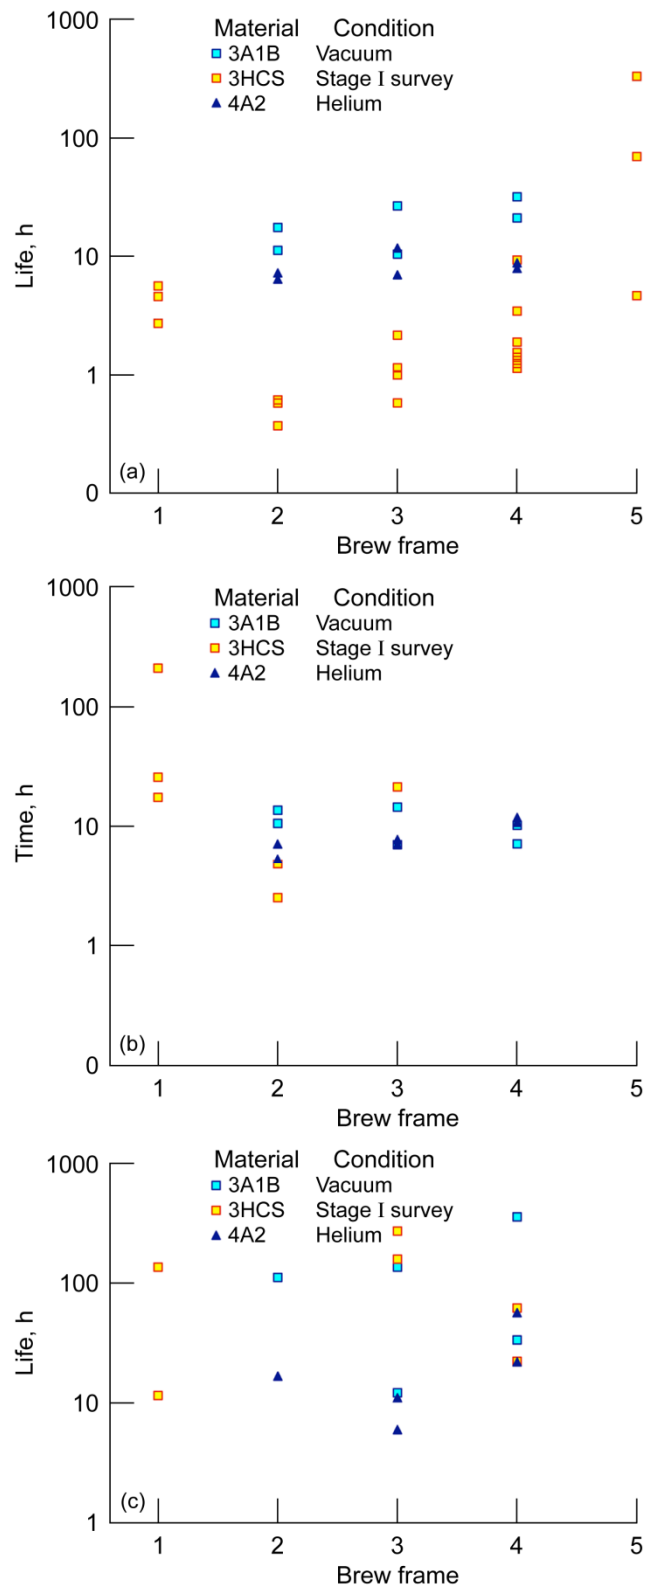 1000
Material Condition
3A1B Vacuum
3HCS Stage I survey
4A2 Helium
100
10
1
0
Life, h
(a)
1 2 3 4 5
Brew frame
1000
Material Condition
3A1B Vacuum
3HCS Stage I survey
4A2 Helium
100
10
1
0
Time, h
(b)
1 2 3 4 5
Brew frame
1000
Material Condition
3A1B Vacuum
3HCS Stage I survey
4A2 Helium
100
10
1
Life, h
(c)
1 2 3 4 5
Brew frame